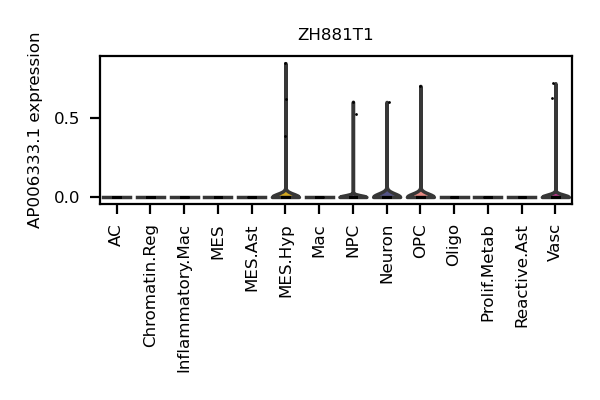 ZH881T1
AP006333.1 expression
0.5
0.0
AC
Chromatin.Reg
Inflammatory.Mac
MES
MES.Ast
MES.Hyp
Mac
NPC
Neuron
OPC
Oligo
Prolif.Metab
Reactive.Ast
Vasc